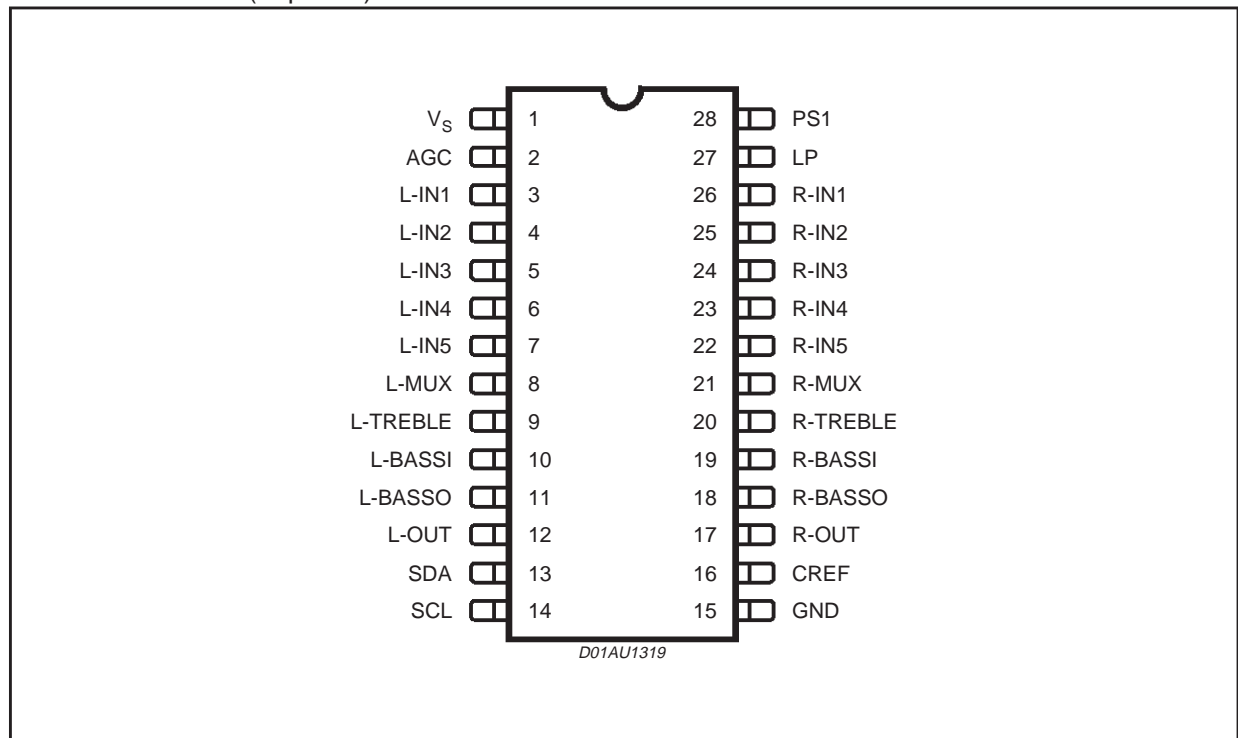 V_S 1 28 PS1
AGC 2 27 LP
L-IN1 3 26 R-IN1
L-IN2 4 25 R-IN2
L-IN3 5 24 R-IN3
L-IN4 6 23 R-IN4
L-IN5 7 22 R-IN5
L-MUX 8 21 R-MUX
L-TREBLE 9 20 R-TREBLE
L-BASSI 10 19 R-BASSI
L-BASSO 11 18 R-BASSO
L-OUT 12 17 R-OUT
SDA 13 16 CREF
SCL 14 15 GND
D01AU1319